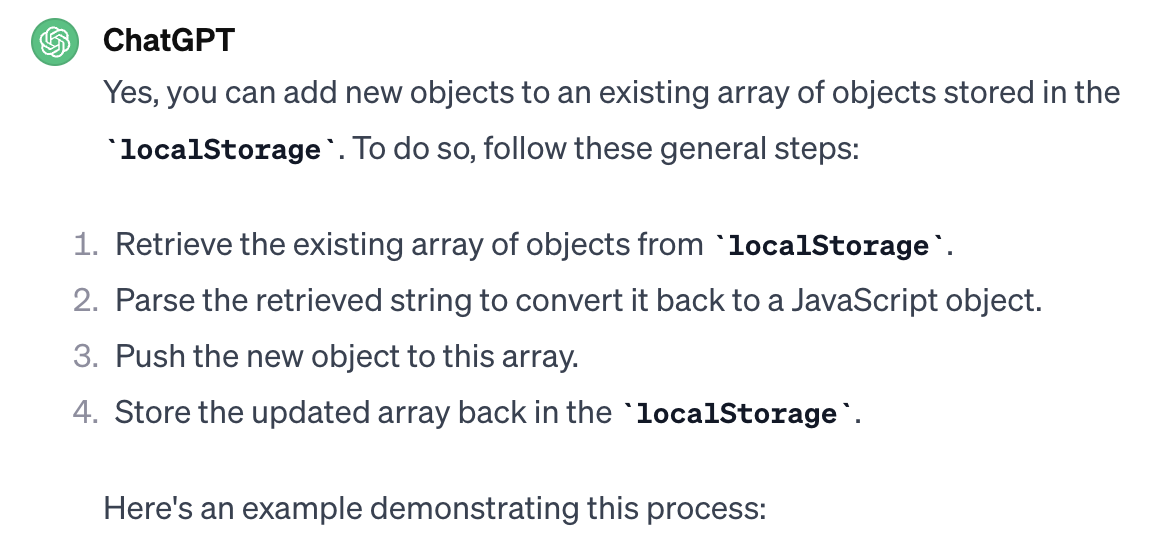 ChatGPT
Yes, you can add new objects to an existing array of objects stored in the
`localStorage`. To do so, follow these general steps:
1. Retrieve the existing array of objects from `localStorage`.
2. Parse the retrieved string to convert it back to a JavaScript object.
3. Push the new object to this array.
4. Store the updated array back in the `localStorage`.
Here's an example demonstrating this process: